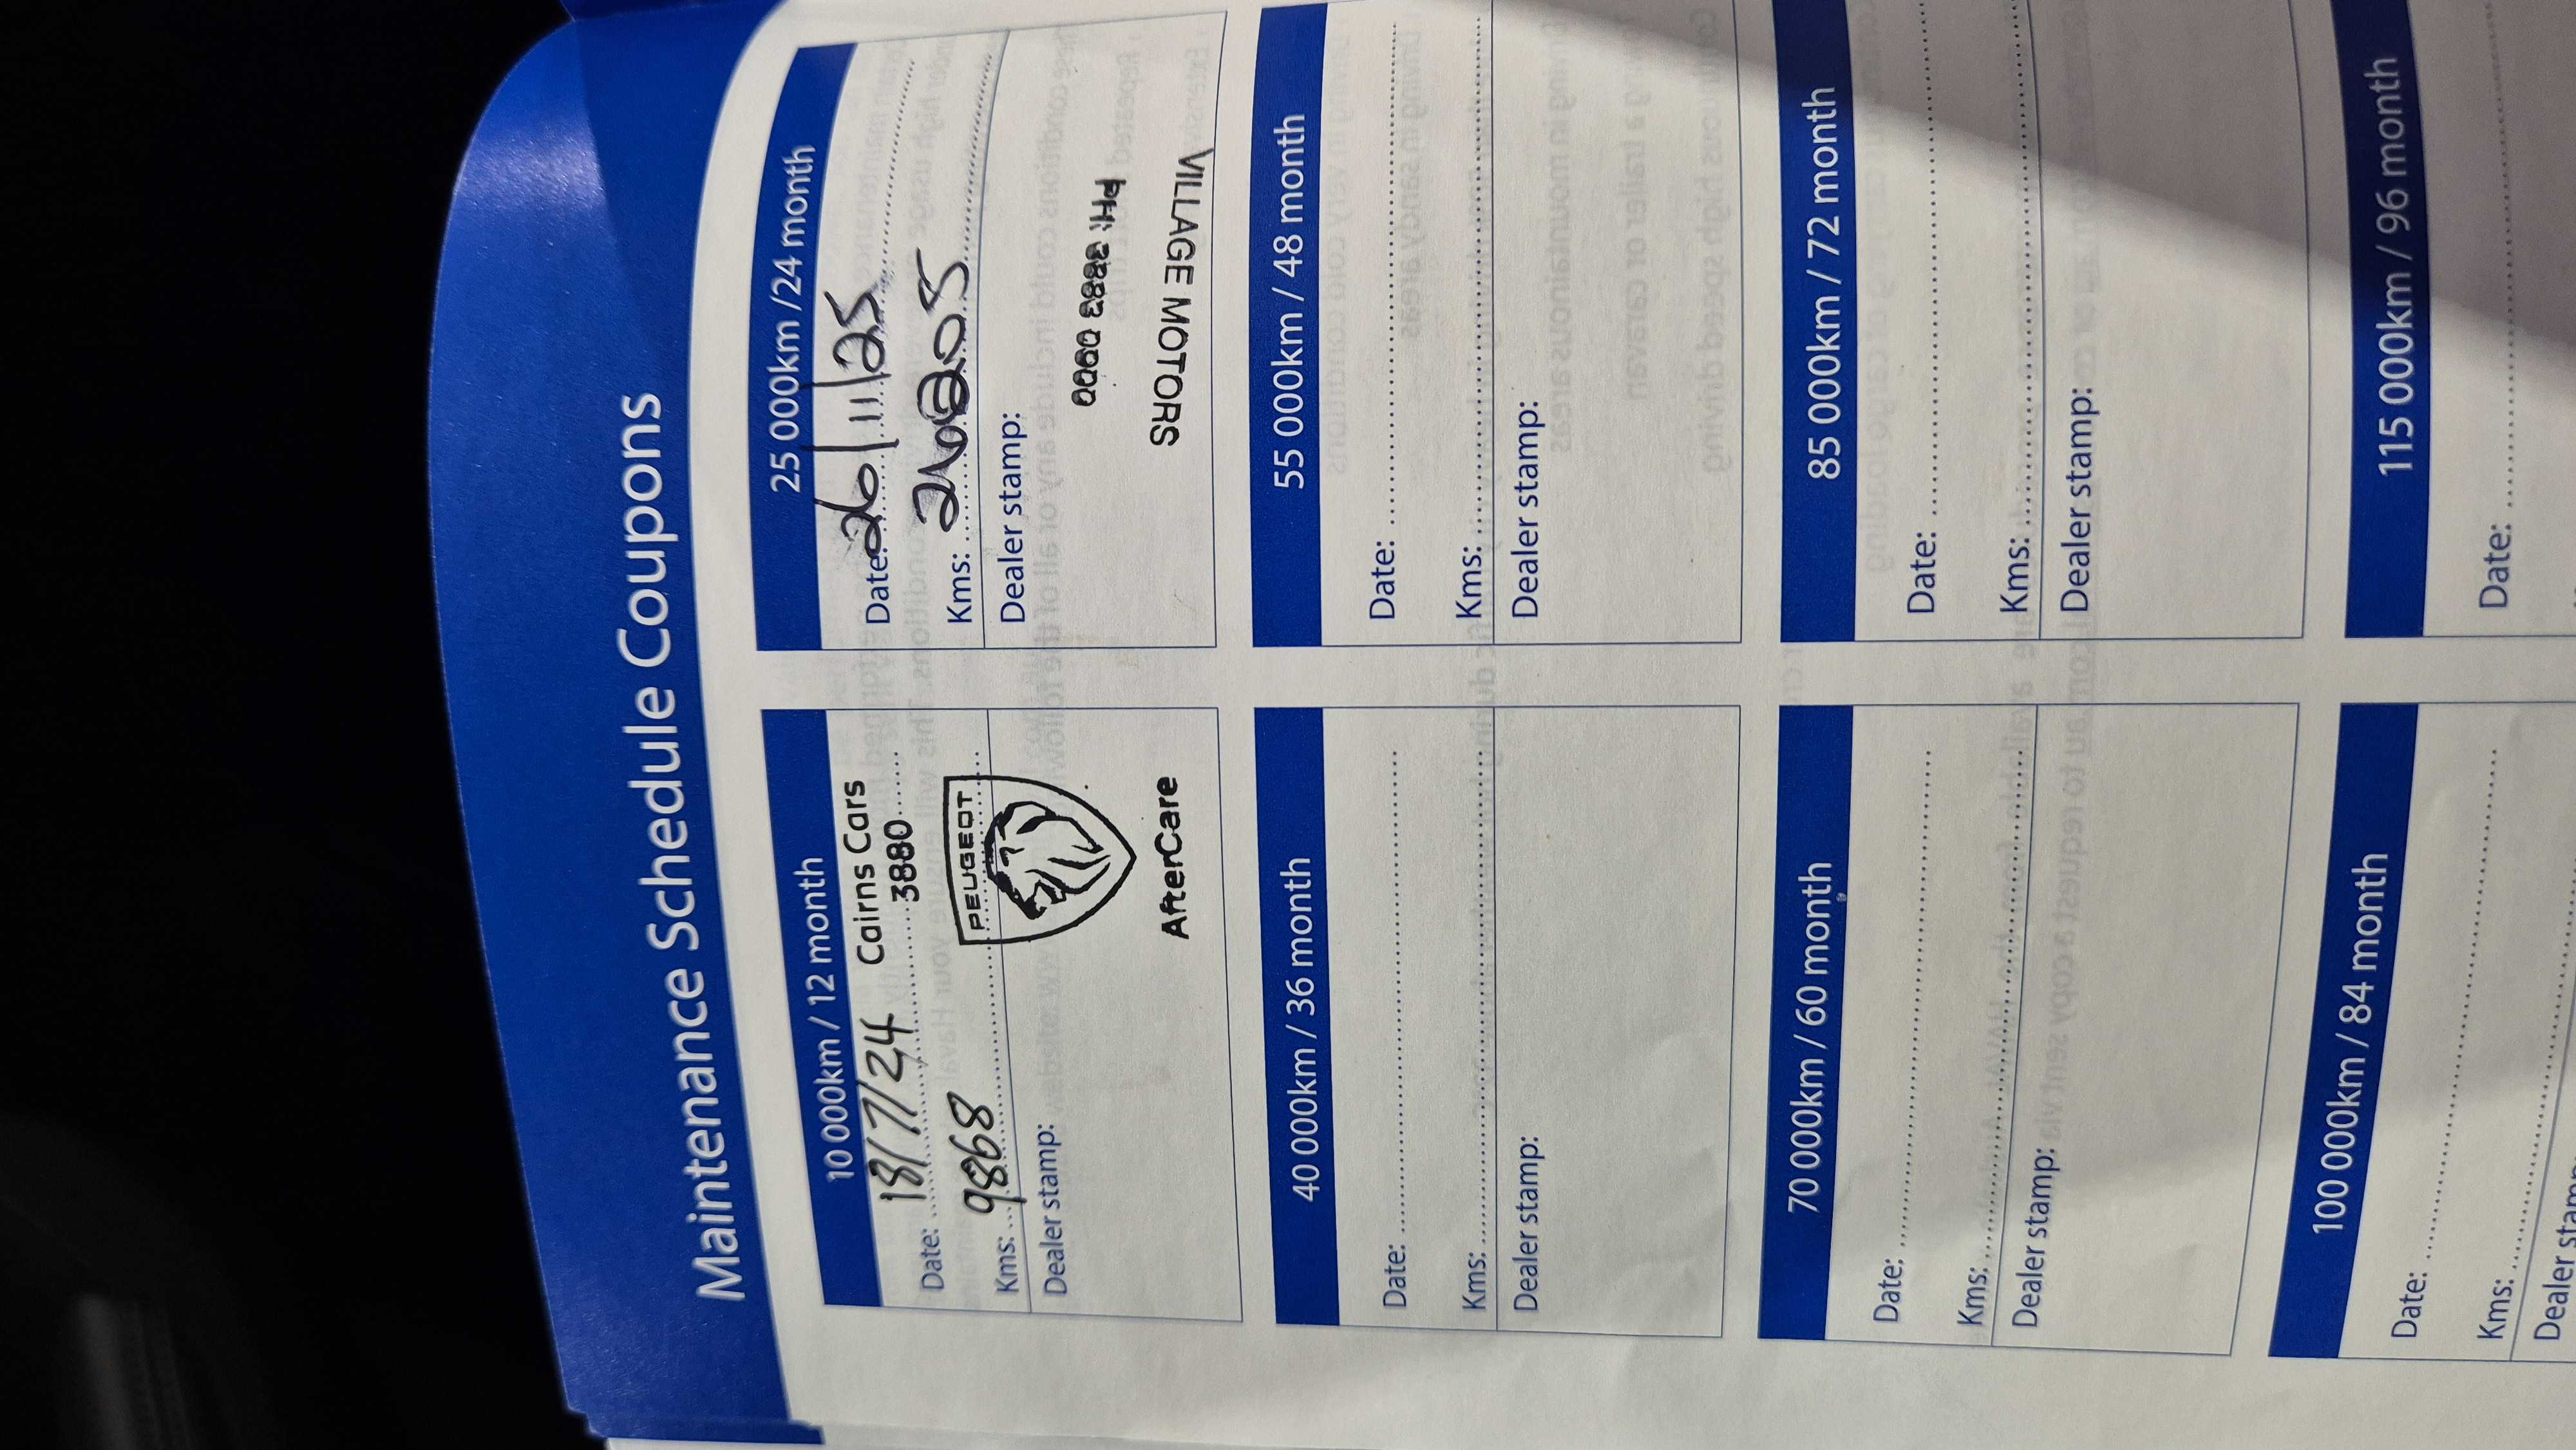 Maintenance Schedule Coupons
10 000km / 12 month
Date: 18/7/24 Cairns Cars
3880
Kms: 9868
PEUGEOT
Dealer stamp:
AfterCare
25 000km /24 month
Date: 26/11/25
Kms:
Dealer stamp:
PH: 3883 0900
VILLAGE MOTORS
40 000km / 36 month
Date:
Kms:
Dealer stamp:
55 000km / 48 month
Date:
Kms:
Dealer stamp:
70 000km / 60 month
Date:
Kms:
Dealer stamp:
85 000km / 72 month
Date:
Kms:
Dealer stamp:
100 000km / 84 month
Date:
Kms:
Dealer stamp
115 000km / 96 month
Date: